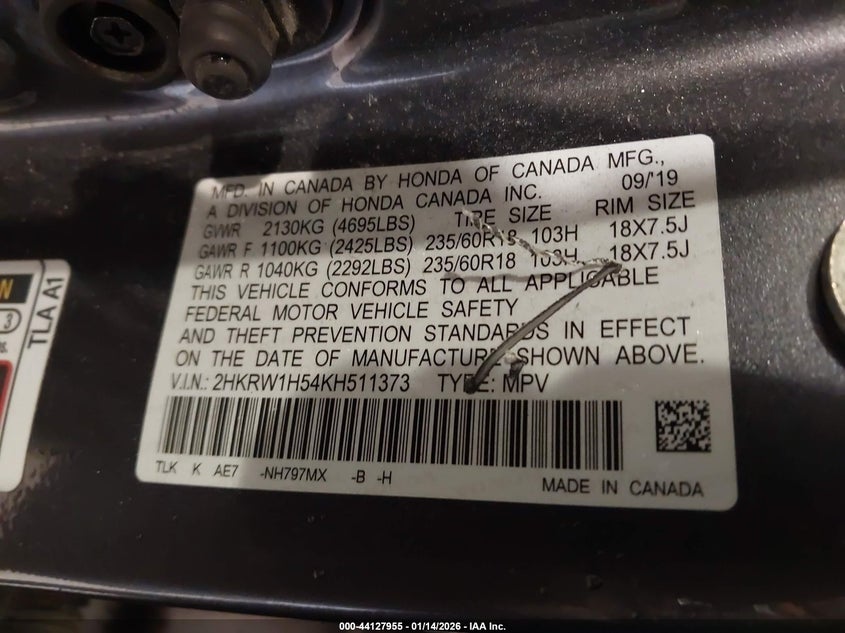 MFD. IN CANADA BY HONDA OF CANADA MFG.,
A DIVISION OF HONDA CANADA INC. 09/'19
GVWR 2130KG (4695LBS) TIRE SIZE RIM SIZE
GAWR F 1100KG (2425LBS) 235/60R18 103H 18X7.5J
GAWR R 1040KG (2292LBS) 235/60R18 103H 18X7.5J
THIS VEHICLE CONFORMS TO ALL APPLICABLE
FEDERAL MOTOR VEHICLE SAFETY
AND THEFT PREVENTION STANDARDS IN EFFECT
ON THE DATE OF MANUFACTURE SHOWN ABOVE.
V.I.N.: 2HKRW1H54KH511373 TYPE: MPV
TLK K AE7 -NH797MX -B -H
MADE IN CANADA
N
3
TLA A1
000-44127955 - 01/14/2026 - IAA Inc.